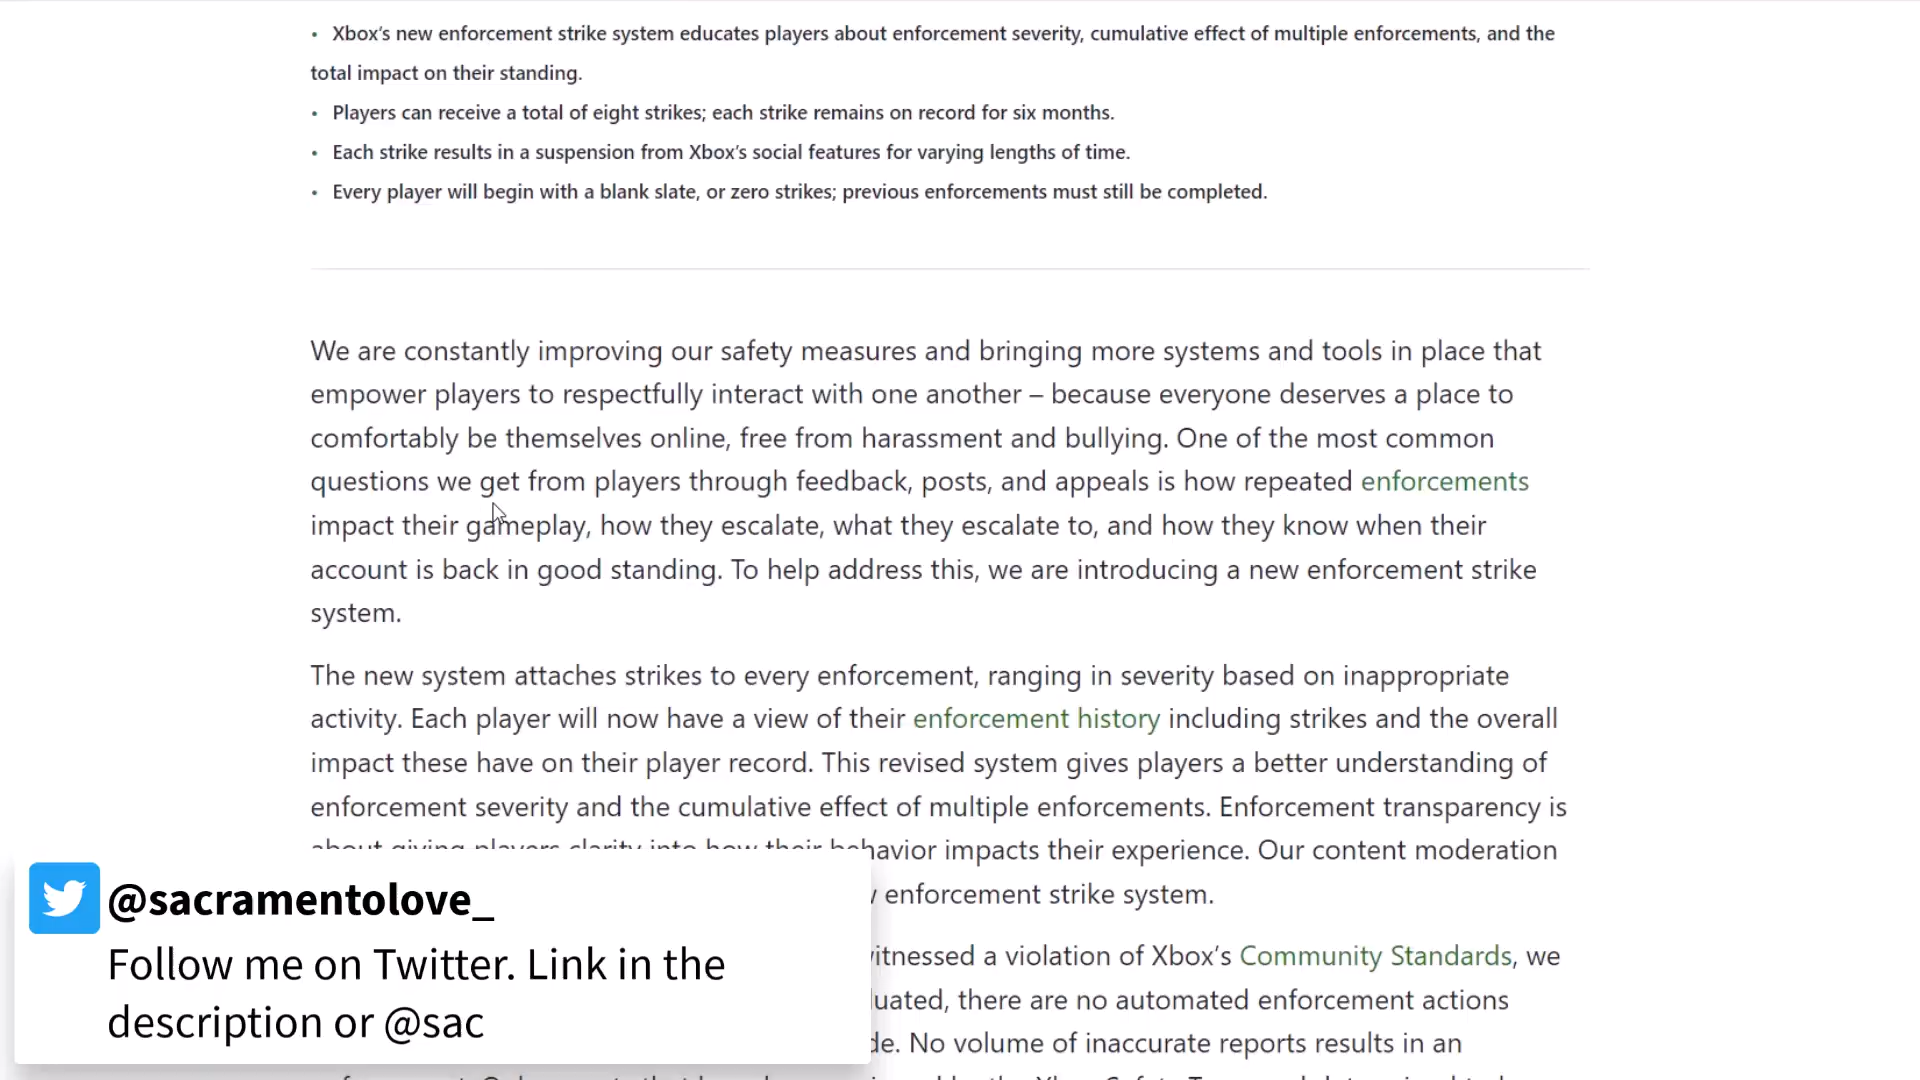 • Xbox’s new enforcement strike system educates players about enforcement severity, cumulative effect of multiple enforcements, and the
total impact on their standing.
• Players can receive a total of eight strikes; each strike remains on record for six months.
• Each strike results in a suspension from Xbox’s social features for varying lengths of time.
• Every player will begin with a blank slate, or zero strikes; previous enforcements must still be completed.
We are constantly improving our safety measures and bringing more systems and tools in place that
empower players to respectfully interact with one another – because everyone deserves a place to
comfortably be themselves online, free from harassment and bullying. One of the most common
questions we get from players through feedback, posts, and appeals is how repeated enforcements
impact their gameplay, how they escalate, what they escalate to, and how they know when their
account is back in good standing. To help address this, we are introducing a new enforcement strike
system.
The new system attaches strikes to every enforcement, ranging in severity based on inappropriate
activity. Each player will now have a view of their enforcement history including strikes and the overall
impact these have on their player record. This revised system gives players a better understanding of
enforcement severity and the cumulative effect of multiple enforcements. Enforcement transparency is
about giving players clarity into how their behavior impacts their experience. Our content moderation
enforcement strike system.
witnessed a violation of Xbox’s Community Standards, we
there are no automated enforcement actions
No volume of inaccurate reports results in an
@sacramentolove_
Follow me on Twitter. Link in the
description or @sac